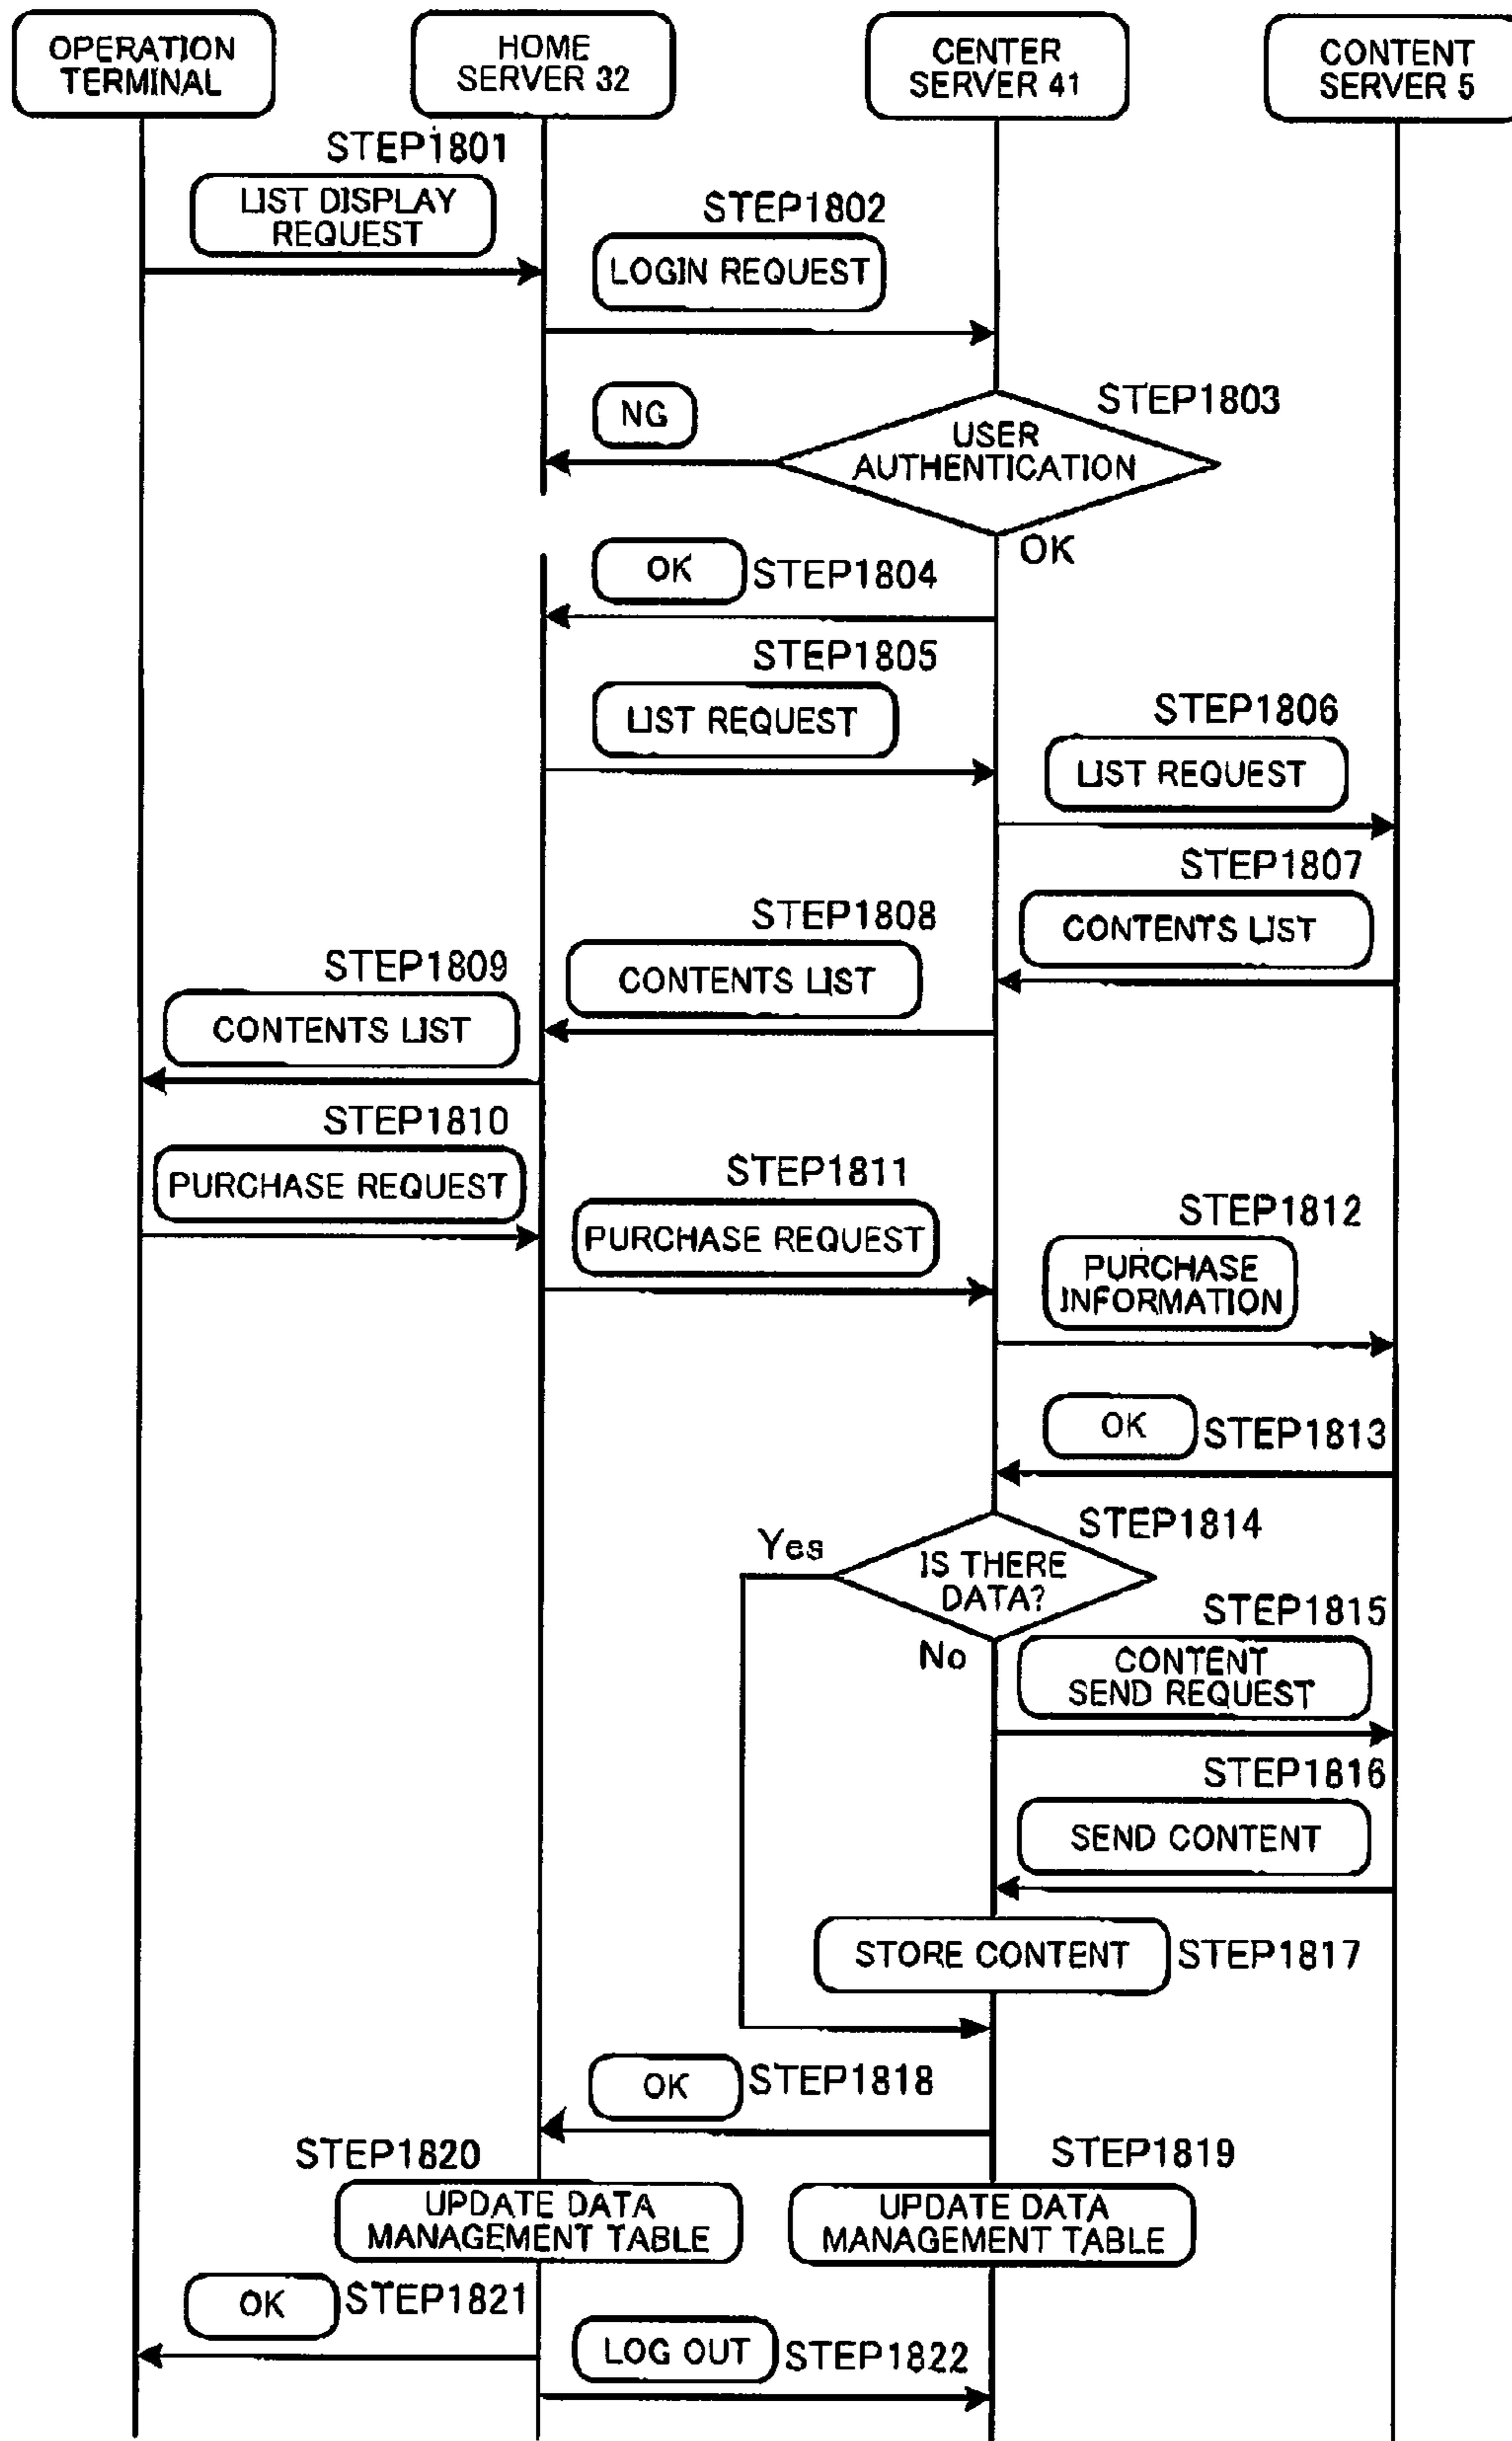 OPERATION
TERMINAL
HOME
SERVER 32
CENTER
SERVER 41
CONTENT
SERVER 5
STEP1801
LIST DISPLAY
REQUEST
STEP1802
LOGIN REQUEST
NG
STEP1803
USER
AUTHENTICATION
OK
OK
STEP1804
STEP1805
LIST REQUEST
STEP1806
LIST REQUEST
STEP1807
CONTENTS LIST
STEP1808
CONTENTS LIST
STEP1809
CONTENTS LIST
STEP1810
PURCHASE REQUEST
STEP1811
PURCHASE REQUEST
STEP1812
PURCHASE
INFORMATION
OK
STEP1813
STEP1814
Yes
IS THERE
DATA?
No
STEP1815
CONTENT
SEND REQUEST
STEP1816
SEND CONTENT
STORE CONTENT
STEP1817
OK
STEP1818
STEP1820
UPDATE DATA
MANAGEMENT TABLE
STEP1819
UPDATE DATA
MANAGEMENT TABLE
OK
STEP1821
LOG OUT
STEP1822